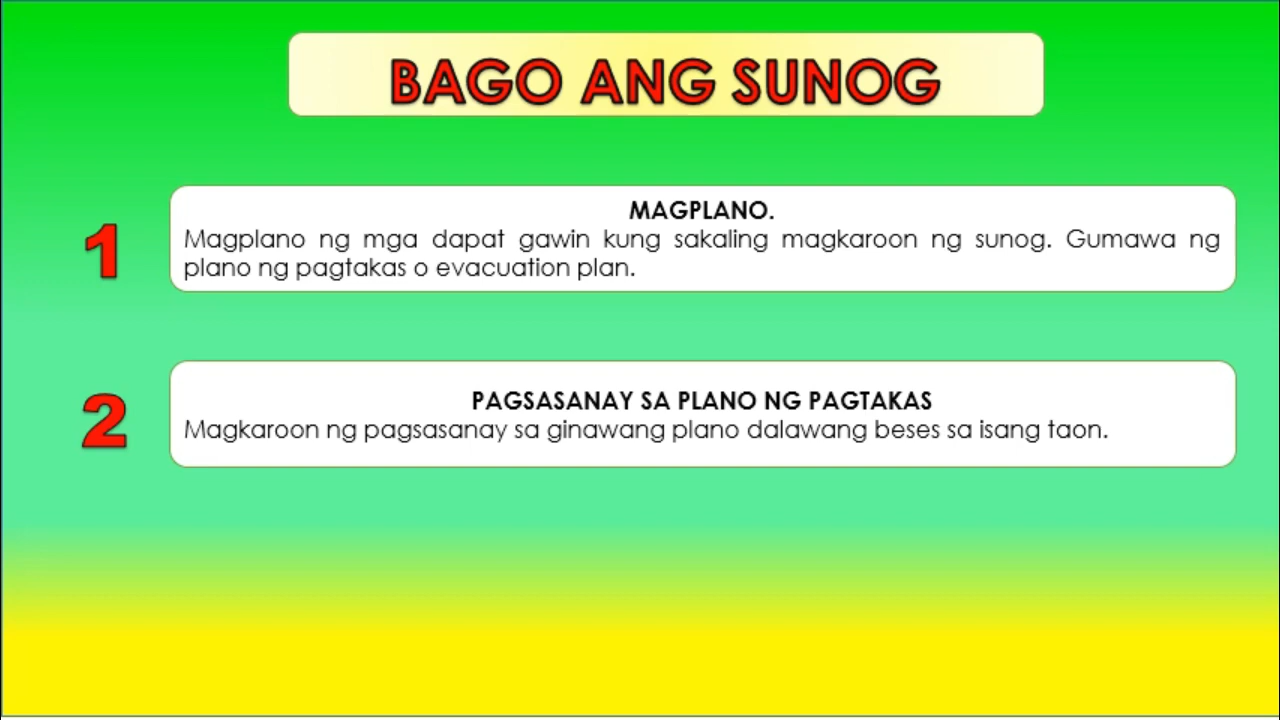 BAGO ANG SUNOG
1
MAGPLANO.
Magplano ng mga dapat gawin kung sakaling magkaroon ng sunog. Gumawa ng
plano ng pagtakas o evacuation plan.
2
PAGSASANAY SA PLANO NG PAGTAKAS
Magkaroon ng pagsasanay sa ginawang plano dalawang beses sa isang taon.